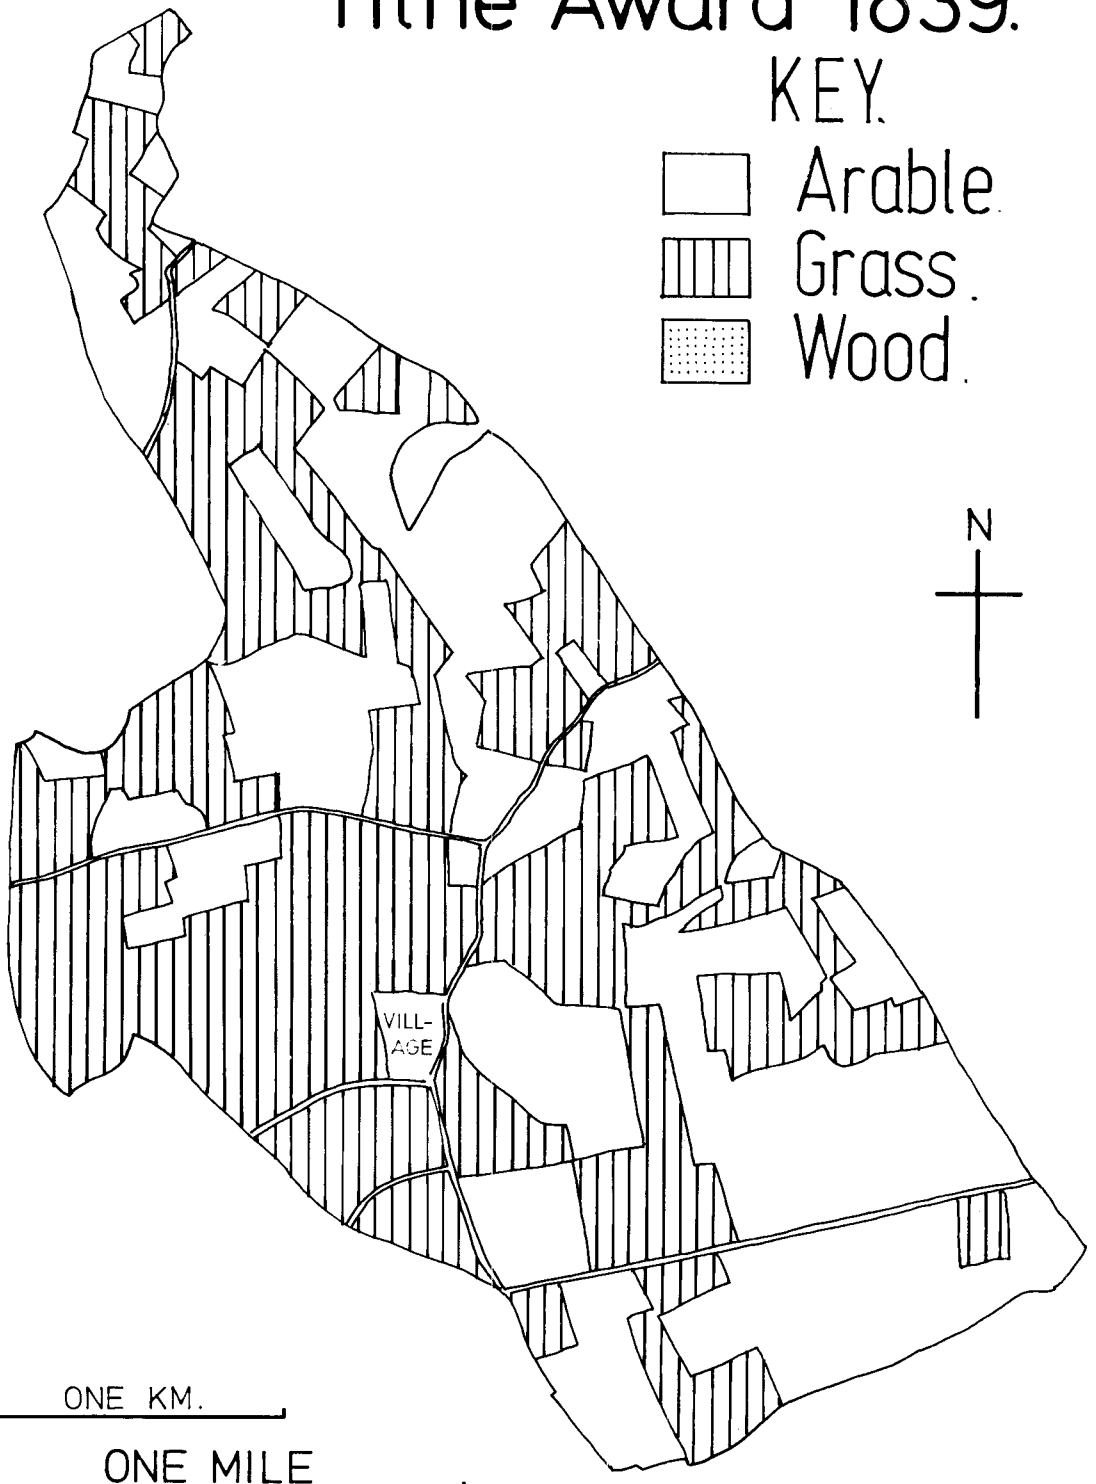 Tithe Award 1839.
KEY.
Arable.
Grass.
Wood.
N
VILL-
AGE
ONE KM.
ONE MILE